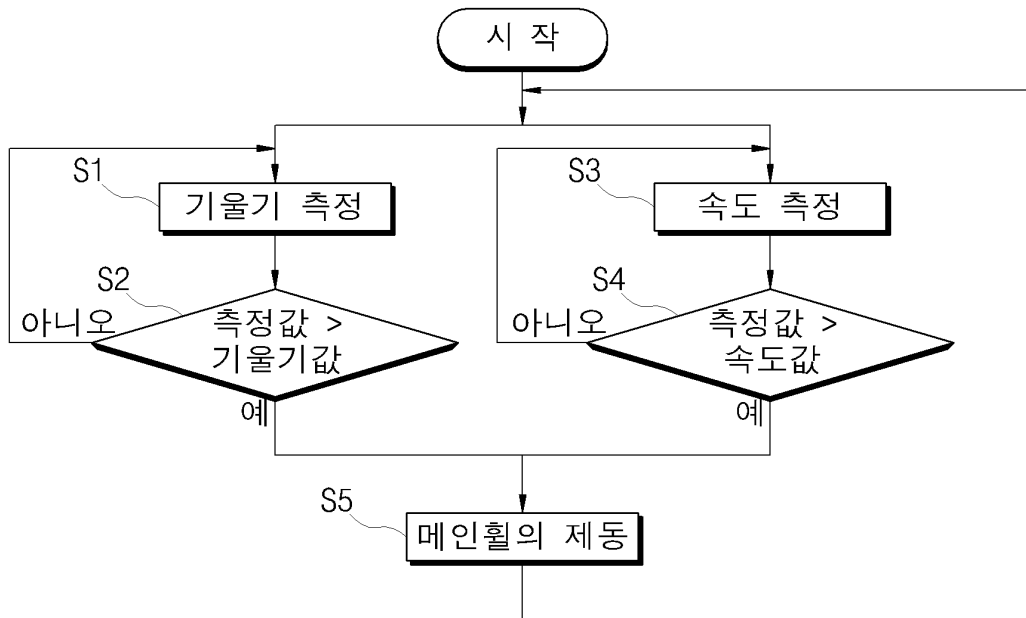 시 작
S1
기울기 측정
S3
속도 측정
S2
측정값 >
기울기값
아니오
예
S4
측정값 >
속도값
아니오
예
S5
메인휠의 제동